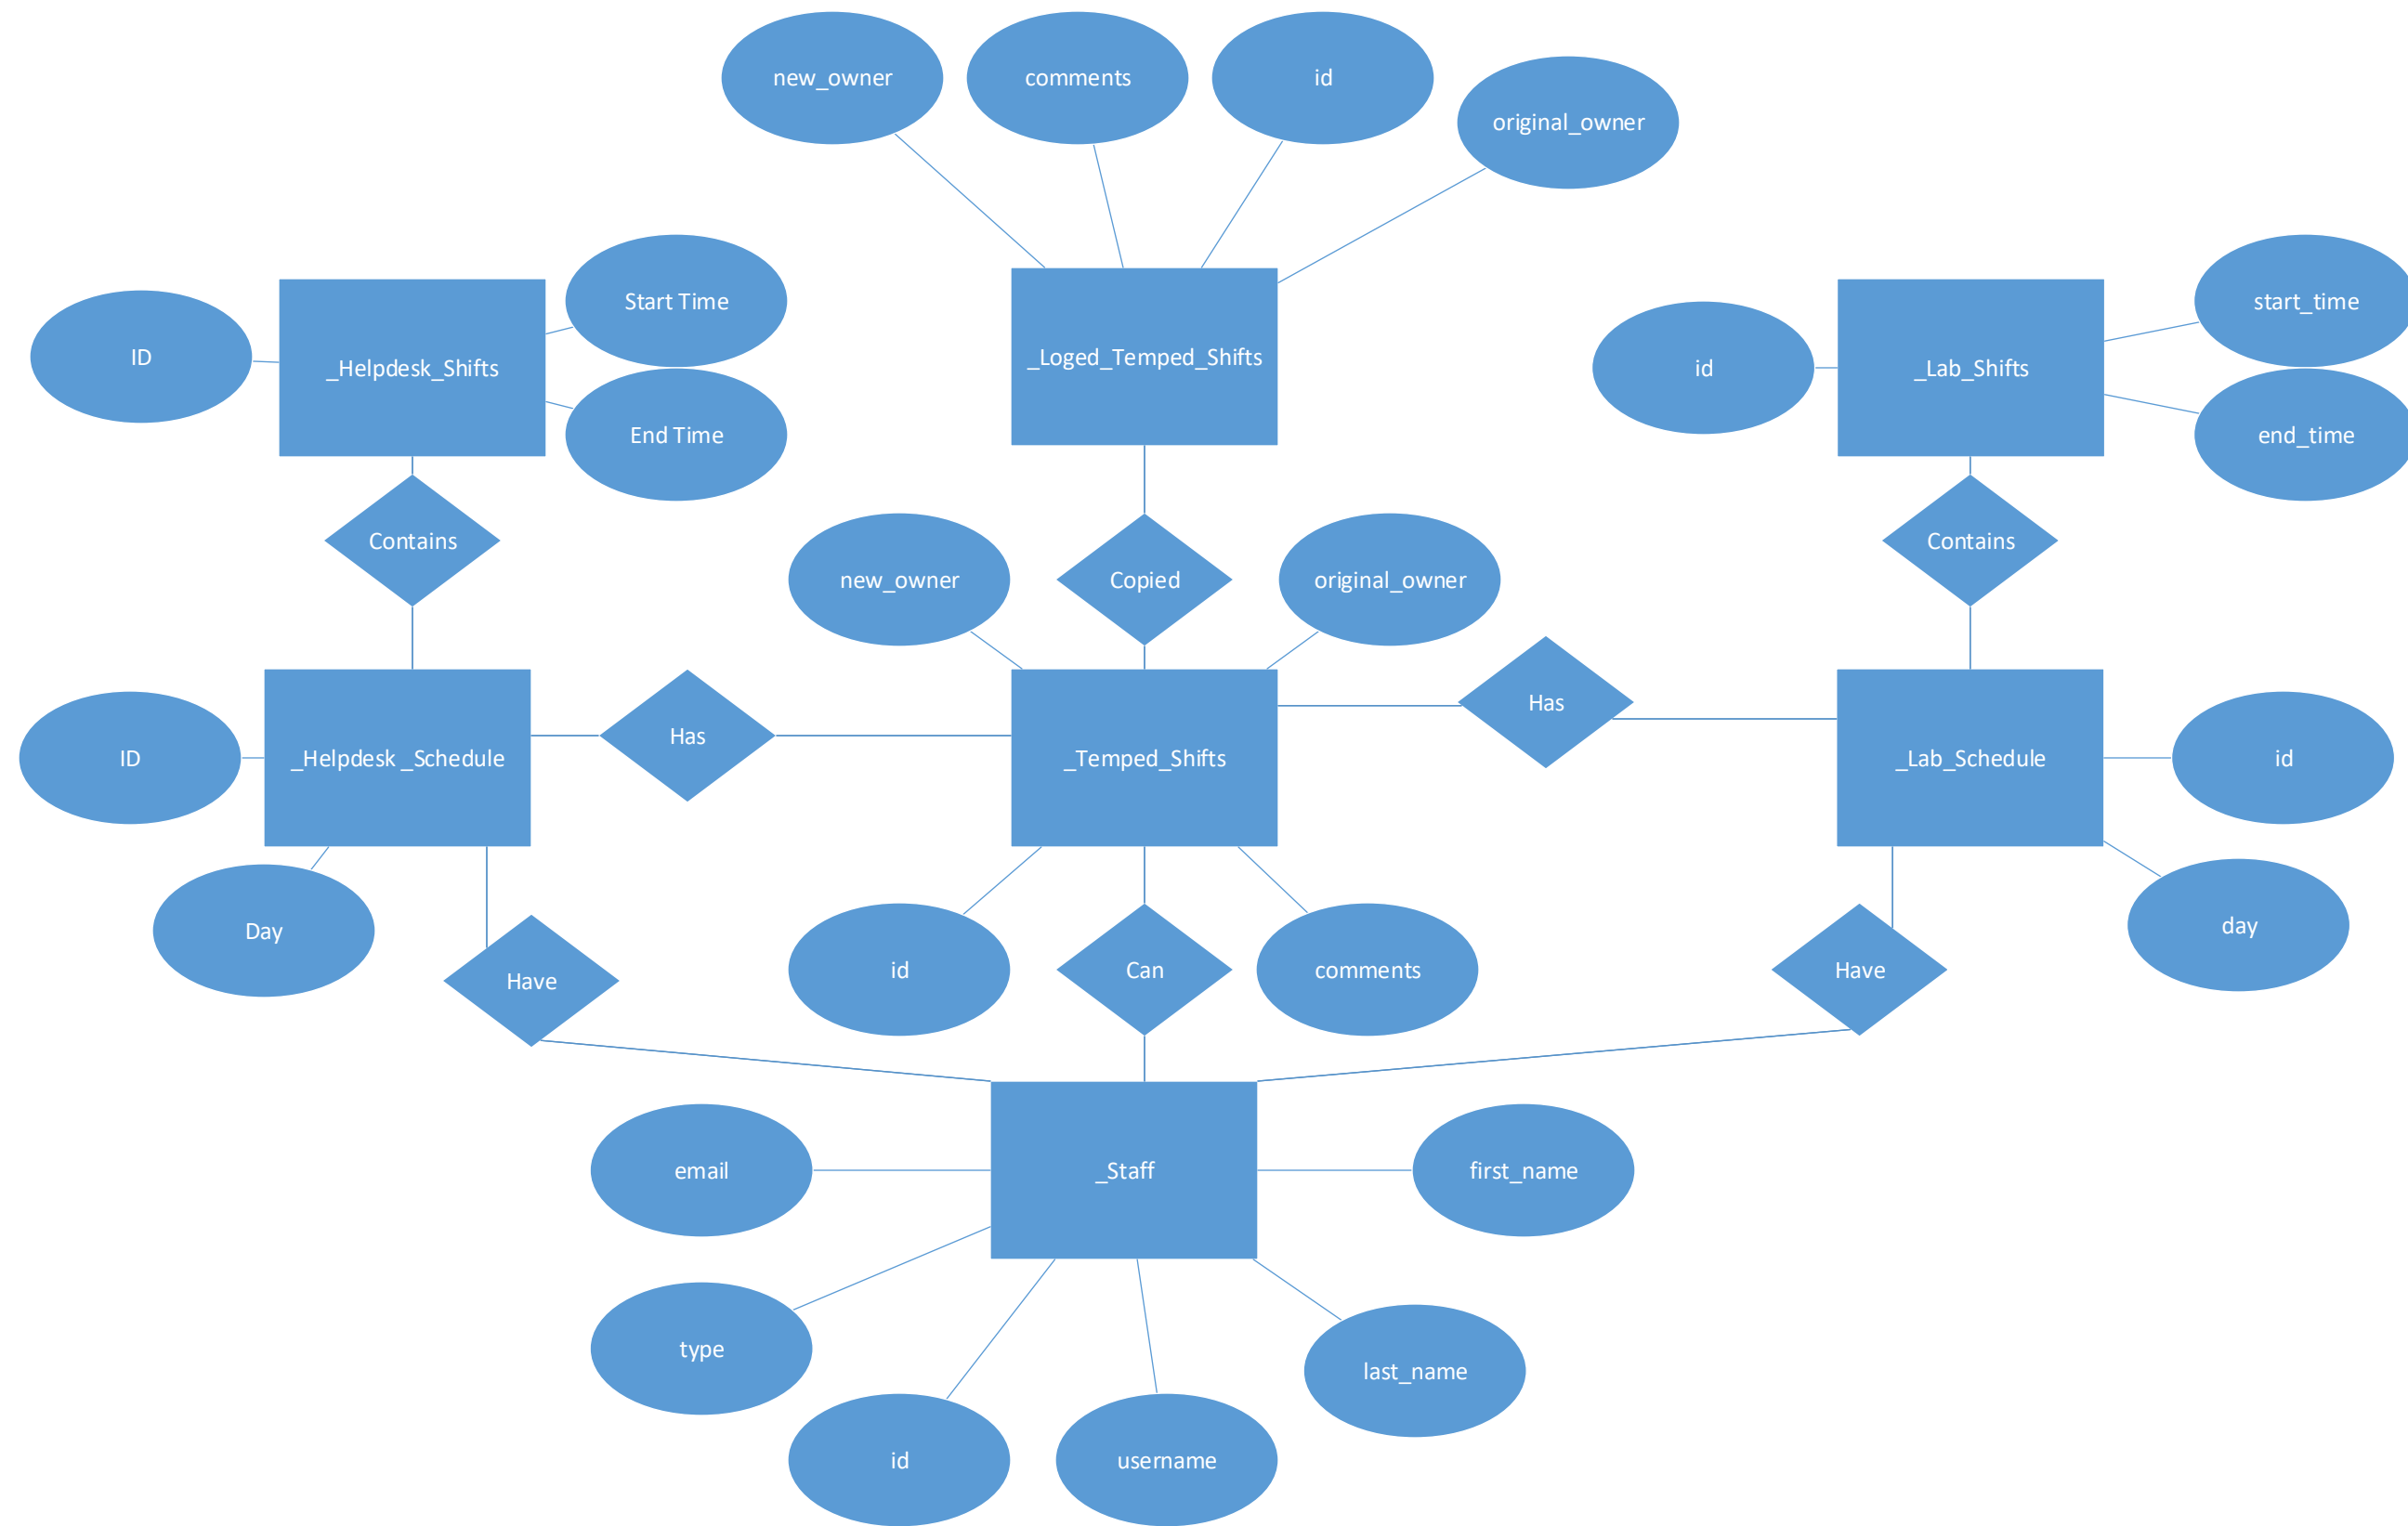 new_owner
comments
id
original_owner
ID
_Helpdesk_Shifts
Start Time
End Time
_Loged_Temped_Shifts
id
_Lab_Shifts
start_time
end_time
Contains
new_owner
Copied
original_owner
Contains
ID
_Helpdesk _Schedule
Has
_Temped_Shifts
Has
_Lab_Schedule
id
Day
Have
id
Can
comments
Have
day
email
_Staff
first_name
type
last_name
id
username